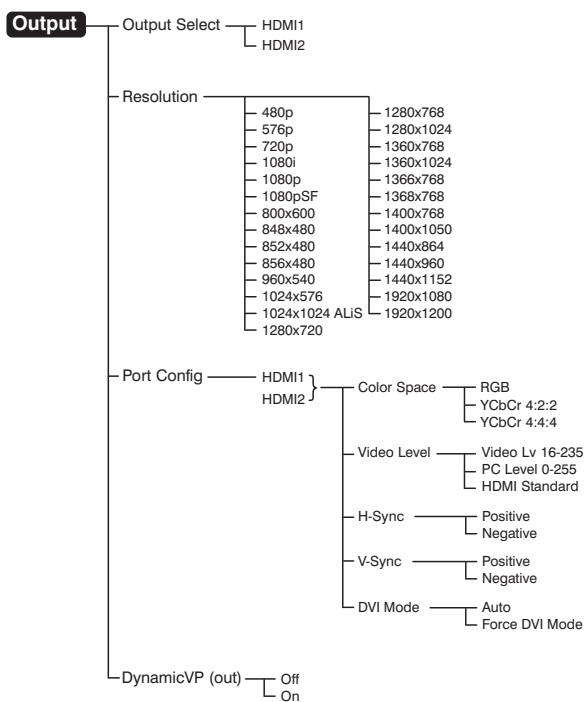 Output
Output Select
HDMI1
HDMI2
Resolution
480p
576p
720p
1080i
1080p
1080pSF
800x600
848x480
852x480
856x480
960x540
1024x576
1024x1024 ALiS
1280x720
1280x768
1280x1024
1360x768
1360x1024
1366x768
1368x768
1400x768
1400x1050
1440x864
1440x960
1440x1152
1920x1080
1920x1200
Port Config
HDMI1
HDMI2
Color Space
RGB
YCbCr 4:2:2
YCbCr 4:4:4
Video Level
Video Lv 16-235
PC Level 0-255
HDMI Standard
H-Sync
Positive
Negative
V-Sync
Positive
Negative
DVI Mode
Auto
Force DVI Mode
DynamicVP (out)
Off
On